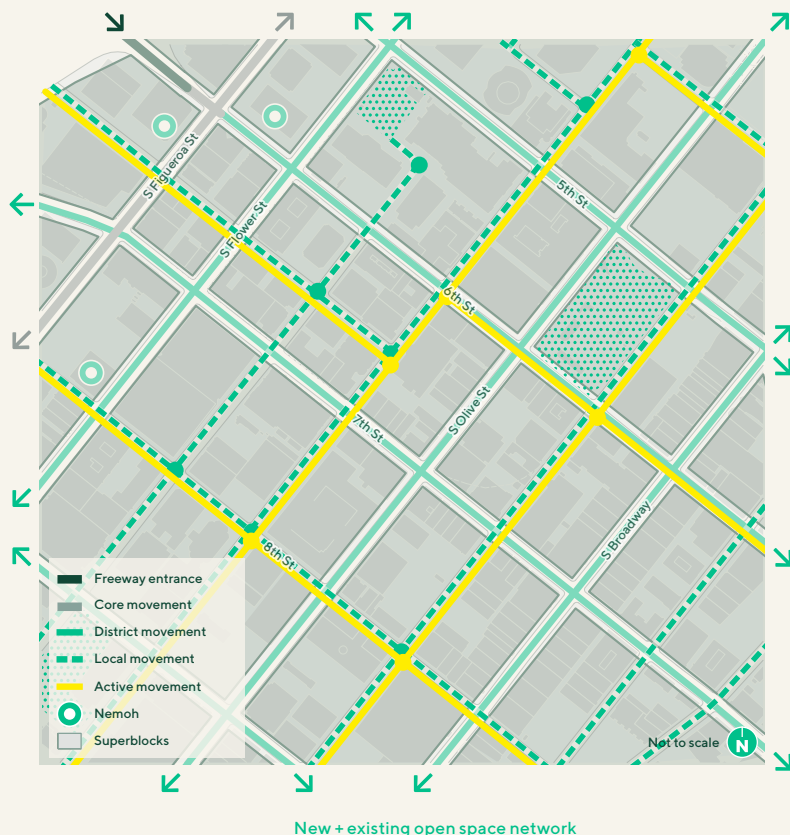 S Figueroa St
S Flower St
5th St
6th St
S Olive St
7th St
S Broadway
8th St
Freeway entrance
Core movement
District movement
Local movement
Active movement
Nemoh
Superblocks
Not to scale
N
New + existing open space network